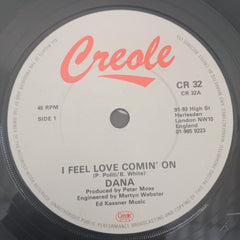 Creole
CR 32
CR 32A
45 RPM
SIDE 1
91-93 High St
Harlesden
London NW10
England
01 965 9223
I FEEL LOVE COMIN' ON
(P. Politi/B. White)
DANA
Produced by Peter Moss
Engineered by Martyn Webster
Ed Kassner Music